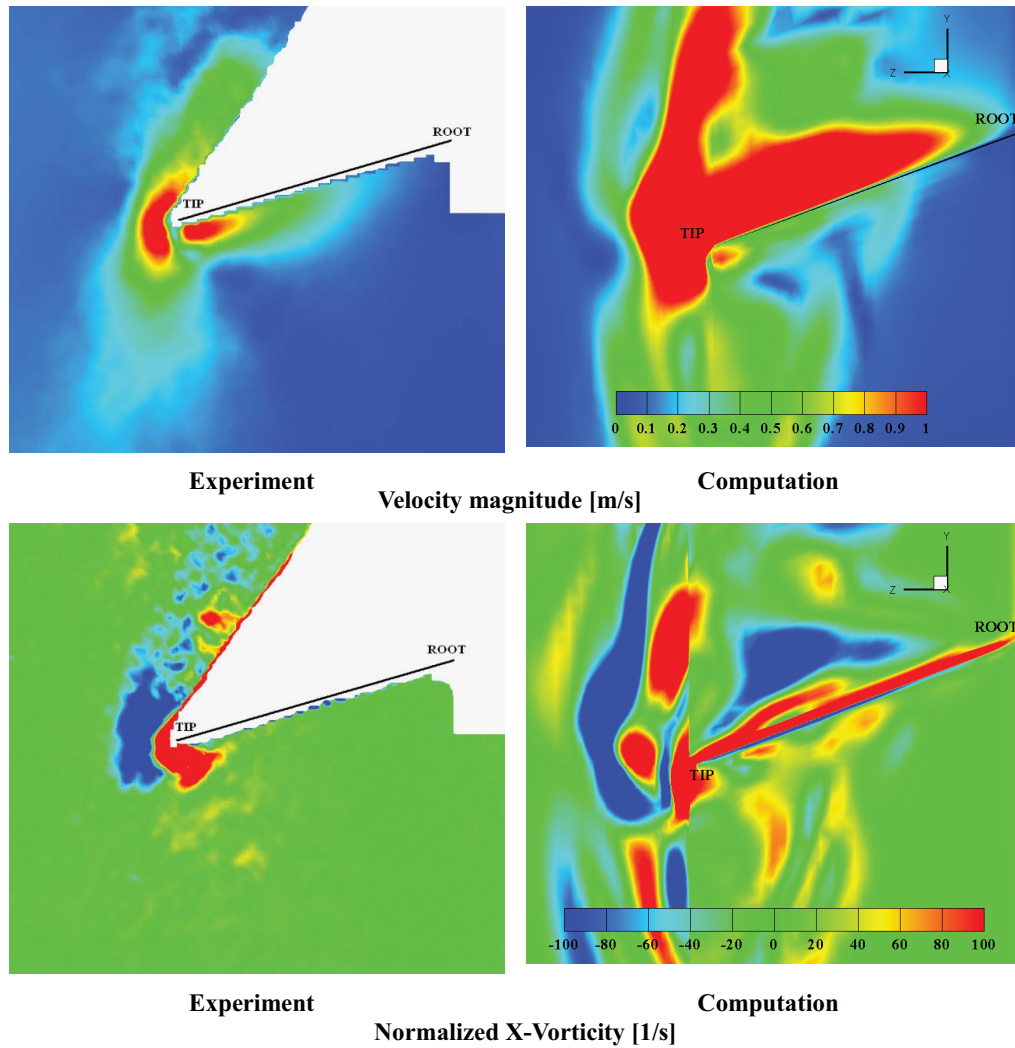 ROOT
TIP
Y
Z
X
ROOT
TIP
0 0.1 0.2 0.3 0.4 0.5 0.6 0.7 0.8 0.9 1
Experiment
Computation
Velocity magnitude [m/s]
ROOT
TIP
Y
Z
X
ROOT
TIP
-100 -80 -60 -40 -20 0 20 40 60 80 100
Experiment
Computation
Normalized X-Vorticity [1/s]